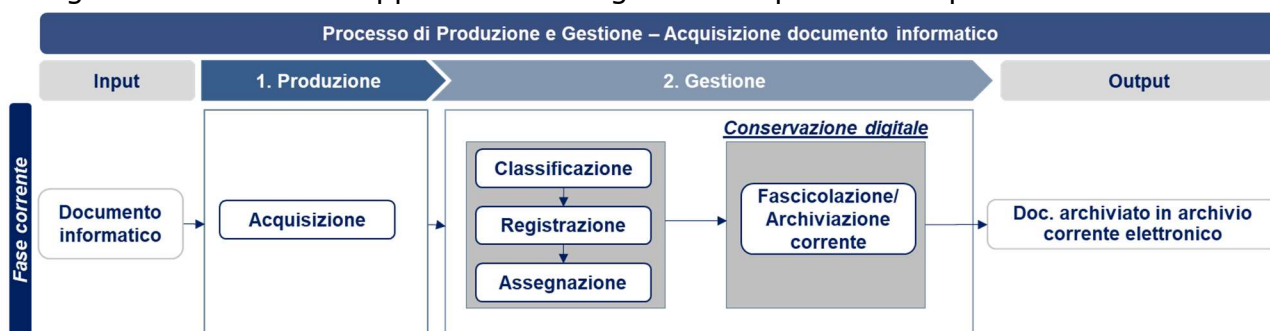 Processo di Produzione e Gestione – Acquisizione documento informatico
Input
1. Produzione
2. Gestione
Output
Fase corrente
Documento
informatico
Acquisizione
Classificazione
Registrazione
Assegnazione
Conservazione digitale
Fascicolazione/
Archiviazione
corrente
Doc. archiviato in archivio
corrente elettronico